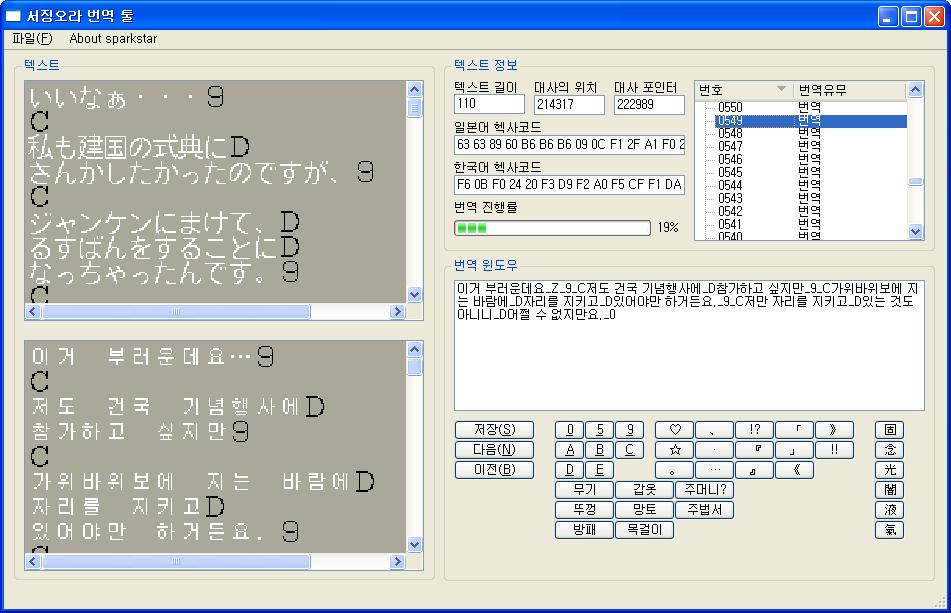 서징오라 번역 툴
파일(F) About sparkstar
텍스트
いいなぁ・・・9
C
私も建国の式典にD
さんかしたかったのですが、9
C
ジャンケンにまけて、D
るすばんをすることにD
なっちゃったんです。9
C
이거 부러운데요…9
C
저도 건국 기념행사에D
참가하고 싶지만9
C
가위바위보에 지는 바람에D
자리를 지키고D
있어야만 하거든요. 9
C
텍스트 정보
텍스트 길이 대사의 위치 대사 포인터
110 214317 222989
일본어 헥사코드
63 63 89 60 B6 B6 B6 09 0C F1 2F A1 F0 2
한국어 헥사코드
F6 0B F0 24 20 F3 D9 F2 A0 F5 CF F1 DA
번역 진행률
19%
번호 번역유무
0550 번역
0549 번역
0548 번역
0547 번역
0546 번역
0545 번역
0544 번역
0543 번역
0542 번역
0541 번역
0540 번역
번역 윈도우
이거 부러운데요_Z_9_C저도 건국 기념행사에_D참가하고 싶지만_9_C가위바위보에 지
는 바람에_D자리를 지키고_D있어야만 하거든요._9_C저만 자리를 지키고_D있는 것도
아니니_D어쩔 수 없지만요._0
저장(S) 0 5 9 ♡ 、 !? 「 》 固
다음(N) A B C ☆ · 『 」 !! 念
이전(B) D E 。 … 』 《 光
무기 갑옷 주머니? 闇
뚜껑 망토 주법서 液
방패 목걸이 氣